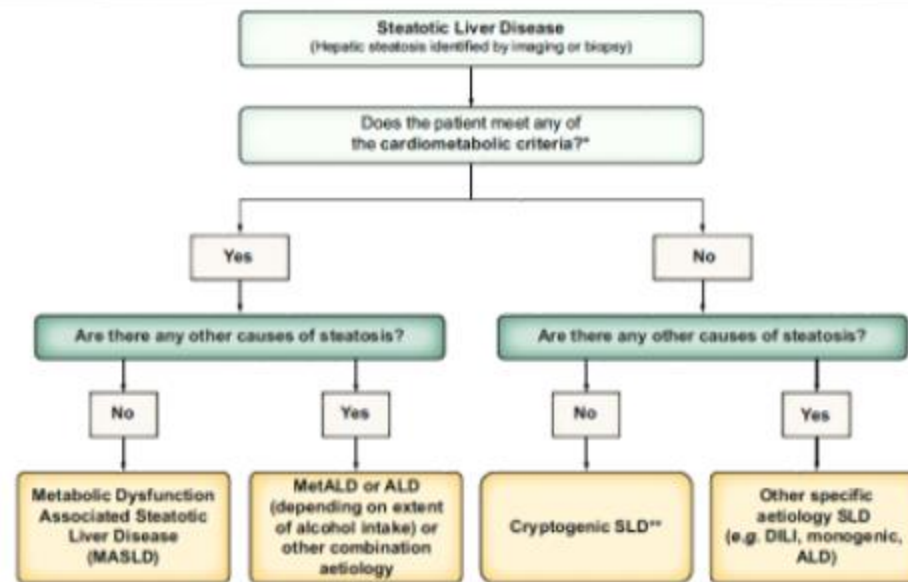 Steatotic Liver Disease
(Hepatic steatosis identified by imaging or biopsy)
Does the patient meet any of
the cardiometabolic criteria?*
Yes
No
Are there any other causes of steatosis?
Are there any other causes of steatosis?
No
Yes
No
Yes
Metabolic Dysfunction
Associated Steatotic
Liver Disease
(MASLD)
MetALD or ALD
(depending on extent
of alcohol intake) or
other combination
aetiology
Cryptogenic SLD**
Other specific
aetiology SLD
(e.g. DILI, monogenic,
ALD)